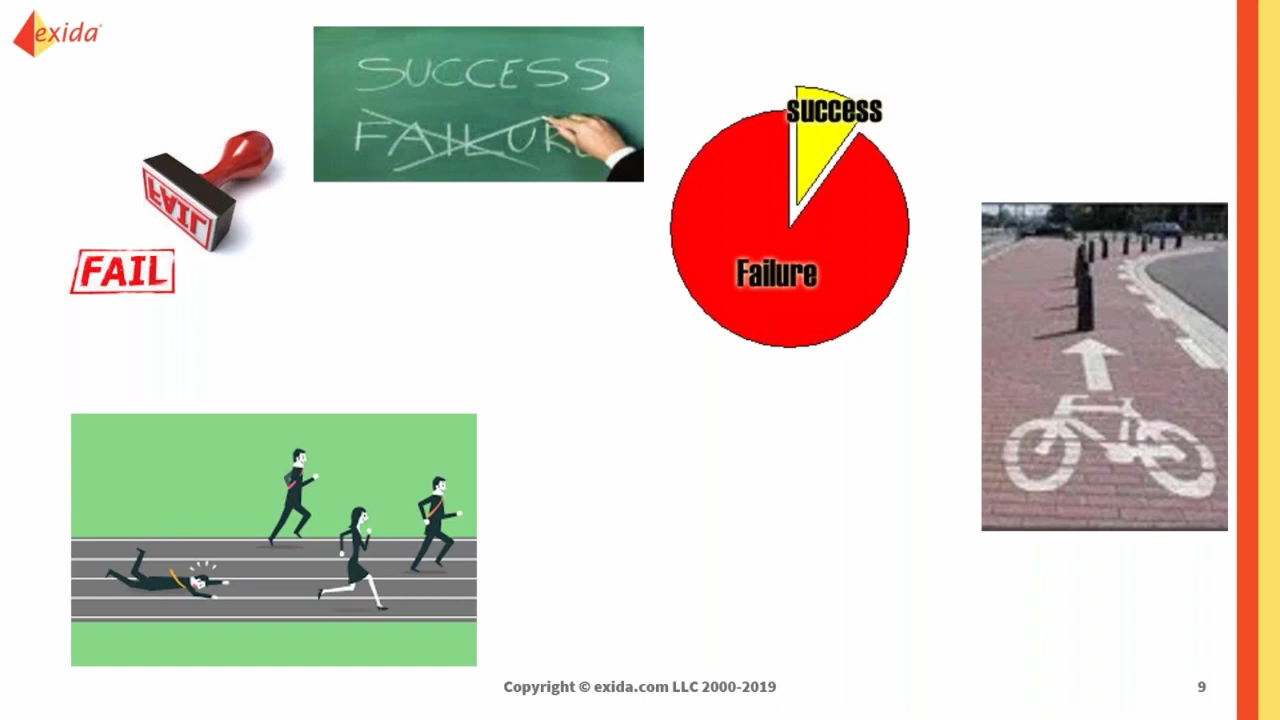 exida
SUCCESS
FAILURE
success
Failure
FAIL
FAIL
Copyright © exida.com LLC 2000-2019
9